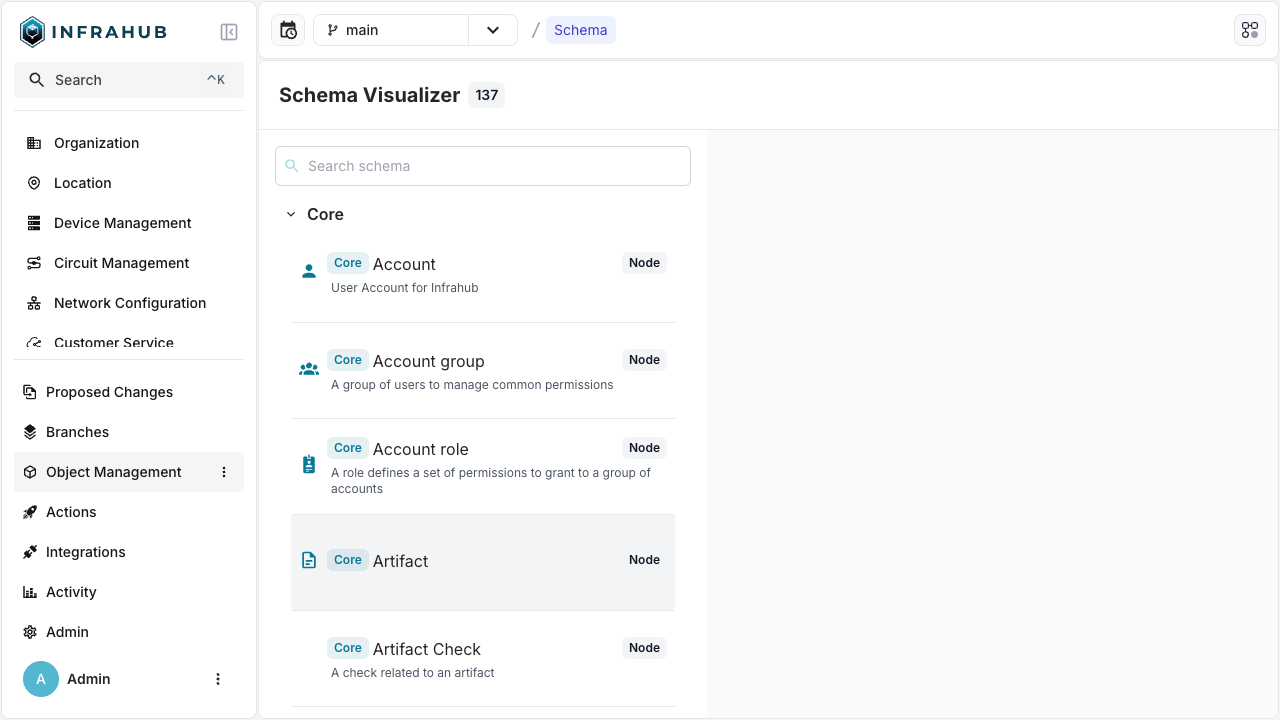 INFRAHUB
Search ^K
Organization
Location
Device Management
Circuit Management
Network Configuration
Customer Service
Proposed Changes
Branches
Object Management
Actions
Integrations
Activity
Admin
A Admin
main / Schema
Schema Visualizer 137
Search schema
Core
Core Account Node
User Account for Infrahub
Core Account group Node
A group of users to manage common permissions
Core Account role Node
A role defines a set of permissions to grant to a group of
accounts
Core Artifact Node
Core Artifact Check Node
A check related to an artifact